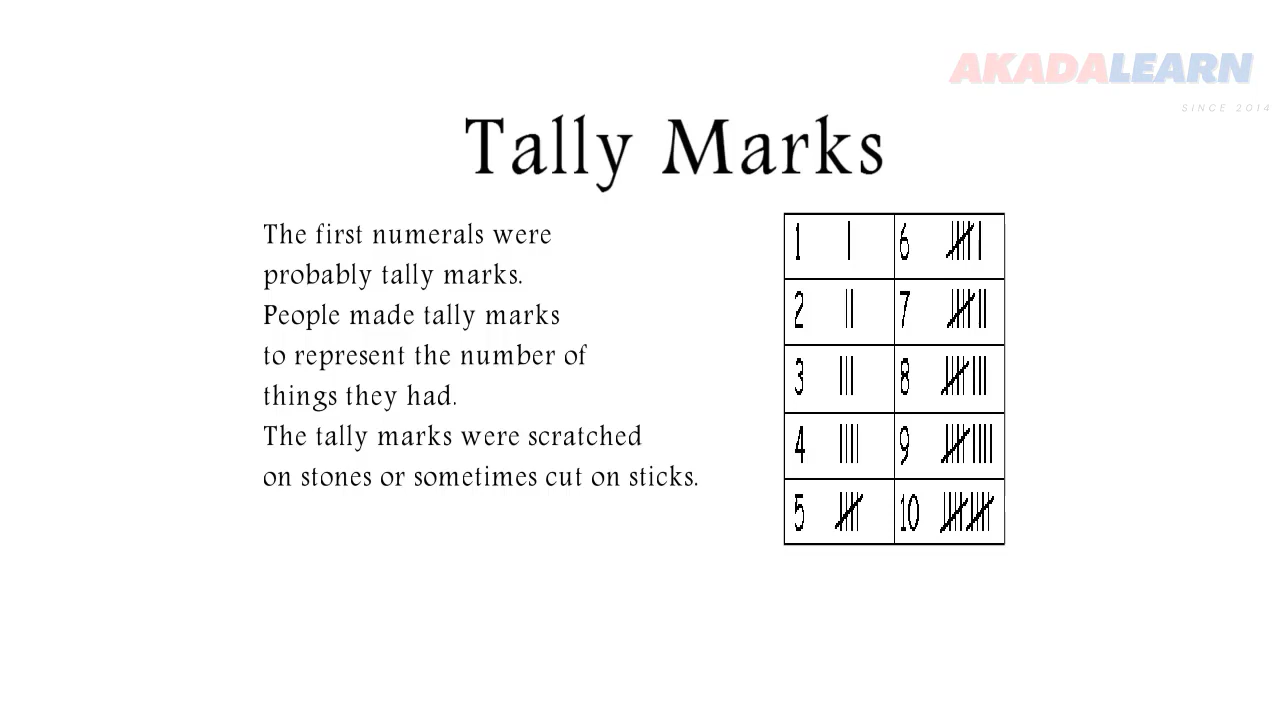 AKADALEARN
SINCE 2014
Tally Marks
The first numerals were
probably tally marks.
People made tally marks
to represent the number of
things they had.
The tally marks were scratched
on stones or sometimes cut on sticks.
1 | 6 𝍸 |
2 || 7 𝍸 ||
3 ||| 8 𝍸 |||
4 |||| 9 𝍸 ||||
5 𝍸 10 𝍸 𝍸